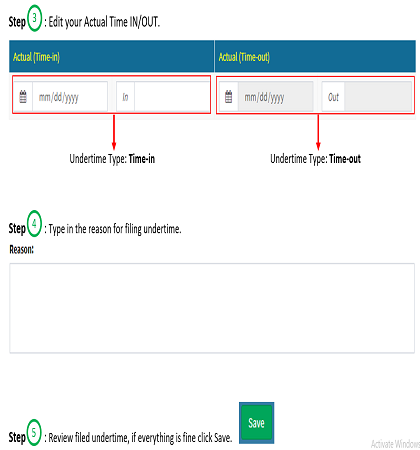 Step 3 : Edit your Actual Time IN/OUT.
Actual (Time-in) Actual (Time-out)
mm/dd/yyyy In mm/dd/yyyy Out
Undertime Type: Time-in Undertime Type: Time-out
Step 4 : Type in the reason for filing undertime.
Reason:
Step 5 : Review filed undertime, if everything is fine click Save. Save
Activate Windows